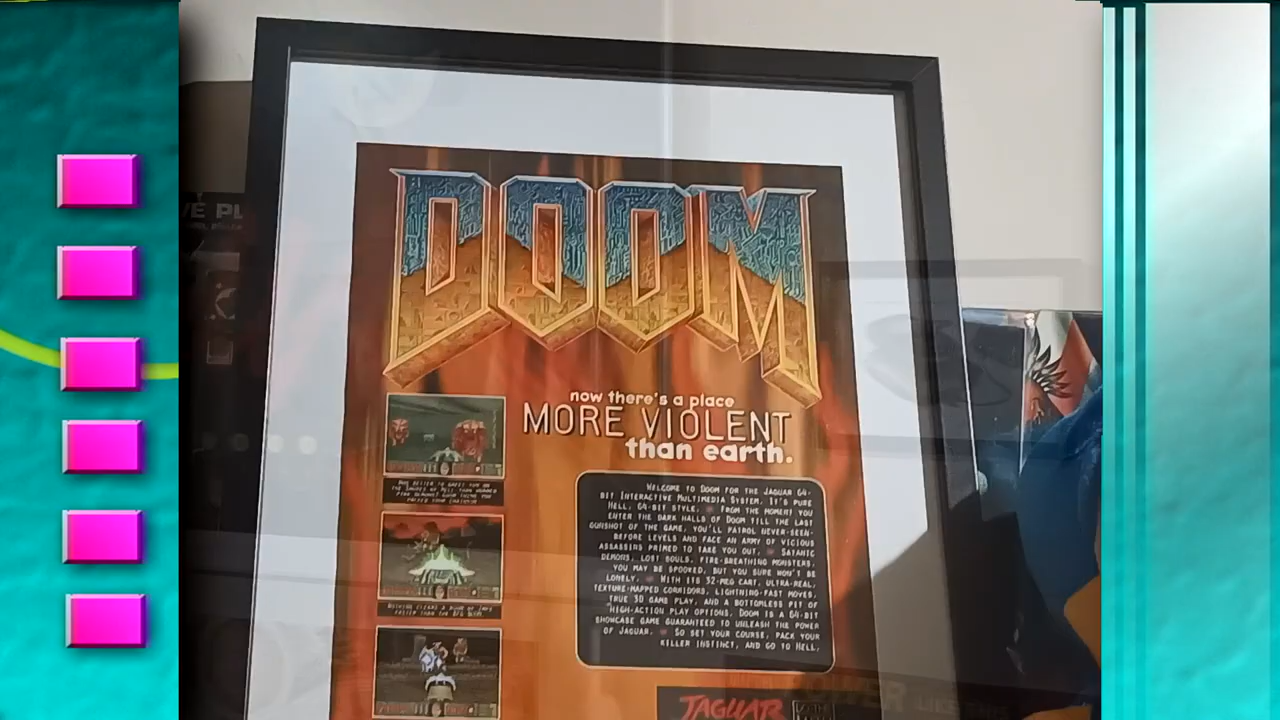 VE PL
DOOM
now there's a place
MORE VIOLENT
than earth.
WELCOME TO DOOM FOR THE JAGUAR 64-
BIT INTERACTIVE MULTIMEDIA SYSTEM. IT'S PURE
HELL, 64-BIT STYLE. FROM THE MOMENT YOU
ENTER THE DARK HALLS OF DOOM TILL THE LAST
GUNSHOT OF THE GAME, YOU'LL PATROL NEVER-SEEN-
BEFORE LEVELS AND FACE AN ARMY OF VICIOUS
ASSASSINS PRIMED TO TAKE YOU OUT. SATANIC
DEMONS, LOST SOULS, FIRE-BREATHING MONSTERS.
YOU MAY BE SPOOKED, BUT YOU SURE WON'T BE
LONELY. WITH ITS 32-MEG CART, ULTRA-REAL,
TEXTURE-MAPPED CORRIDORS, LIGHTNING-FAST MOVES,
TRUE 3D GAME PLAY, AND A BOTTOMLESS PIT OF
HIGH-ACTION PLAY OPTIONS, DOOM IS A 64-BIT
SHOWCASE GAME GUARANTEED TO UNLEASH THE POWER
OF JAGUAR. SO SET YOUR COURSE, PACK YOUR
KILLER INSTINCT, AND GO TO HELL.
JAGUAR